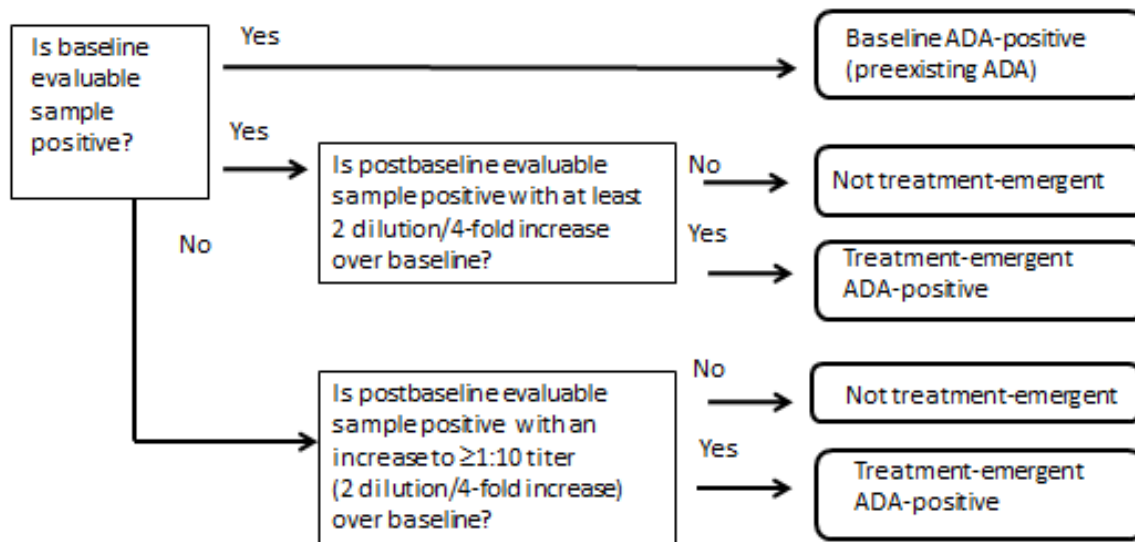 Is baseline
evaluable
sample
positive?
Yes
Baseline ADA-positive
(preexisting ADA)
Yes
Is postbaseline evaluable
sample positive with at least
2 dilution/4-fold increase
over baseline?
No
Not treatment-emergent
Yes
Treatment-emergent
ADA-positive
No
Is postbaseline evaluable
sample positive with an
increase to ≥1:10 titer
(2 dilution/4-fold increase)
over baseline?
No
Not treatment-emergent
Yes
Treatment-emergent
ADA-positive